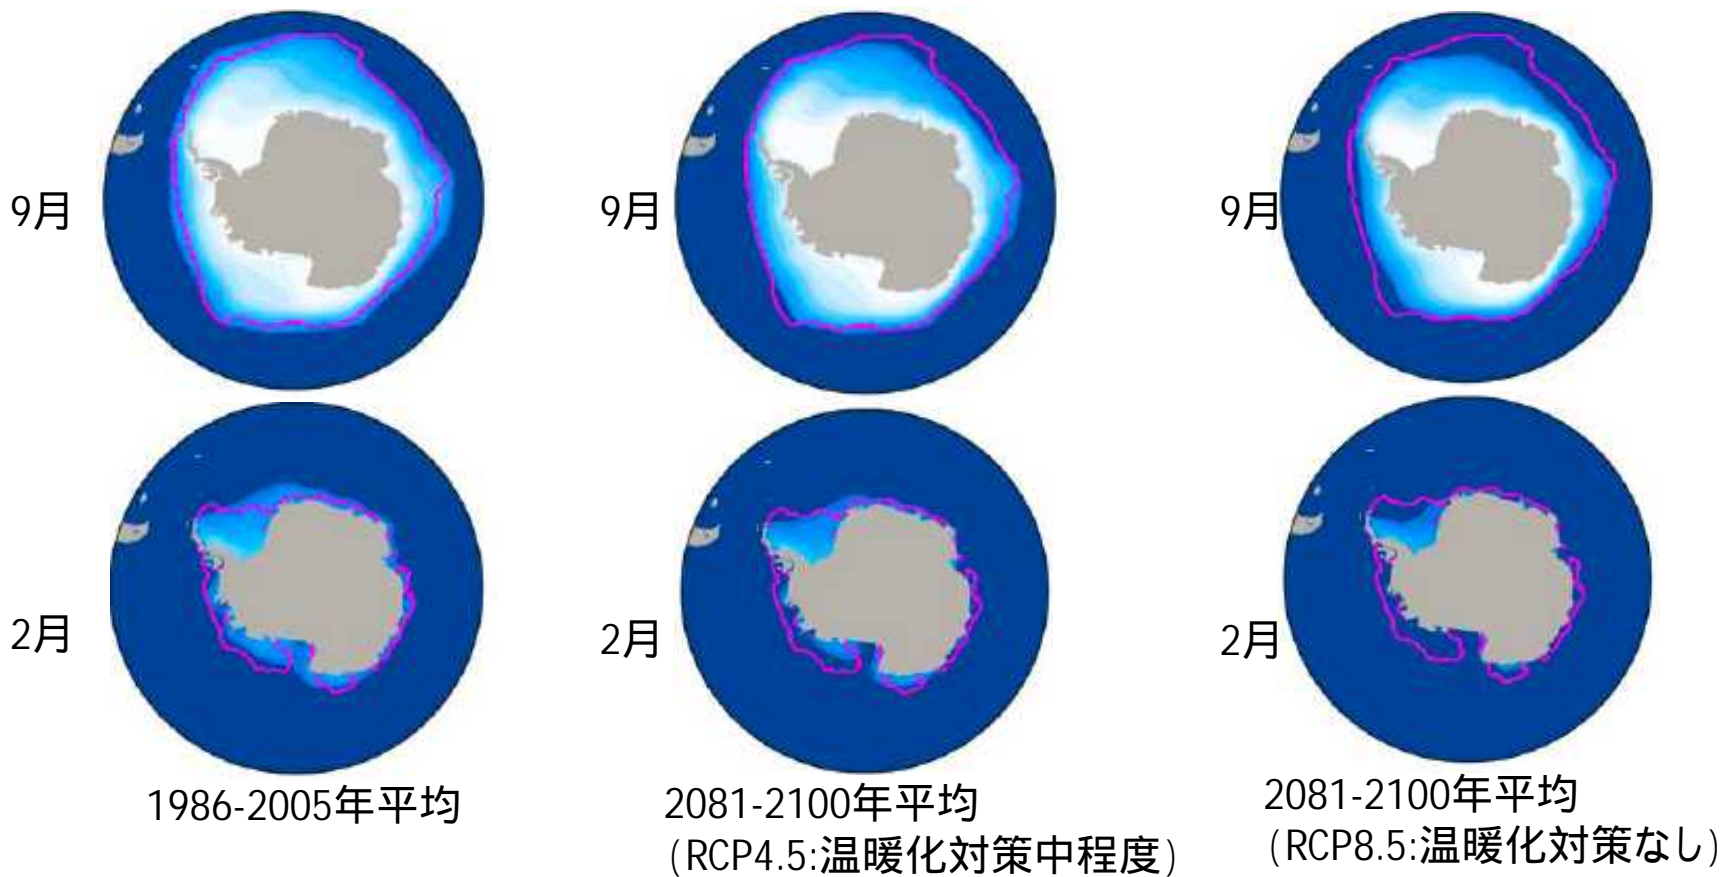 9月
9月
9月
2月
2月
2月
1986-2005年平均
2081-2100年平均
(RCP4.5:温暖化対策中程度)
2081-2100年平均
(RCP8.5:温暖化対策なし)